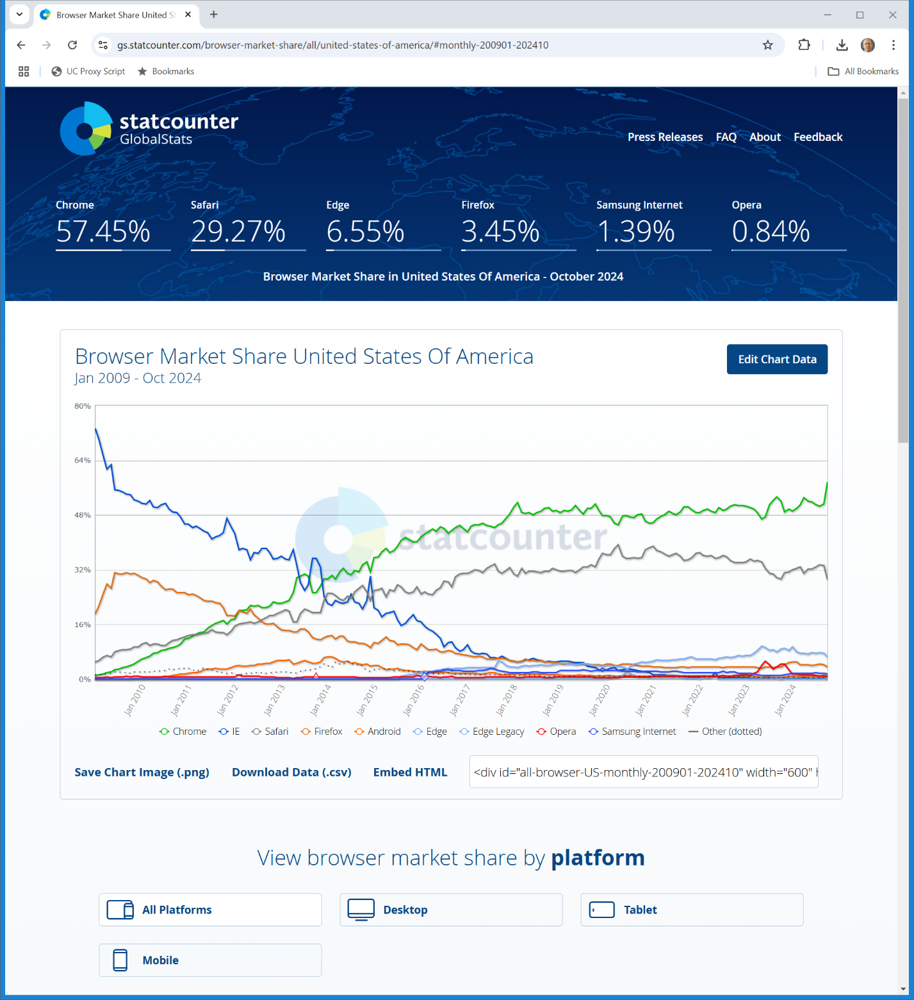 Browser Market Share United S
gs.statcounter.com/browser-market-share/all/united-states-of-america/#monthly-200901-202410
UC Proxy Script Bookmarks All Bookmarks
statcounter
GlobalStats
Press Releases FAQ About Feedback
Chrome Safari Edge Firefox Samsung Internet Opera
57.45% 29.27% 6.55% 3.45% 1.39% 0.84%
Browser Market Share in United States Of America - October 2024
Browser Market Share United States Of America
Jan 2009 - Oct 2024
Edit Chart Data
80%
64%
48%
statcounter
32%
16%
0%
Jan 2010 Jan 2011 Jan 2012 Jan 2013 Jan 2014 Jan 2015 Jan 2016 Jan 2017 Jan 2018 Jan 2019 Jan 2020 Jan 2021 Jan 2022 Jan 2023 Jan 2024
Chrome IE Safari Firefox Android Edge Edge Legacy Opera Samsung Internet Other (dotted)
Save Chart Image (.png) Download Data (.csv) Embed HTML <div id="all-browser-US-monthly-200901-202410" width="600" h
View browser market share by platform
All Platforms Desktop Tablet
Mobile